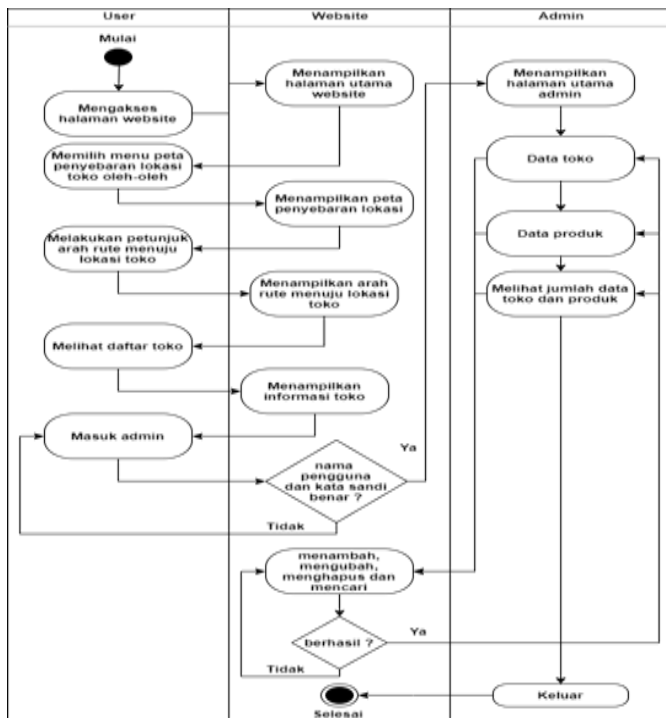 User
Website
Admin
Mulai
Mengakses
halaman website
Menampilkan
halaman utama
website
Menampilkan
halaman utama
admin
Memilih menu peta
penyebaran lokasi
toko oleh-oleh
Data toko
Menampilkan peta
penyebaran lokasi
Melakukan petunjuk
arah rute menuju
lokasi toko
Data produk
Menampilkan arah
rute menuju lokasi
toko
Melihat jumlah data
toko dan produk
Melihat daftar toko
Menampilkan
informasi toko
Masuk admin
Ya
nama
pengguna
dan kata sandi
benar ?
Tidak
menambah,
mengubah,
menghapus dan
mencari
berhasil ?
Ya
Tidak
Keluar
Selesai